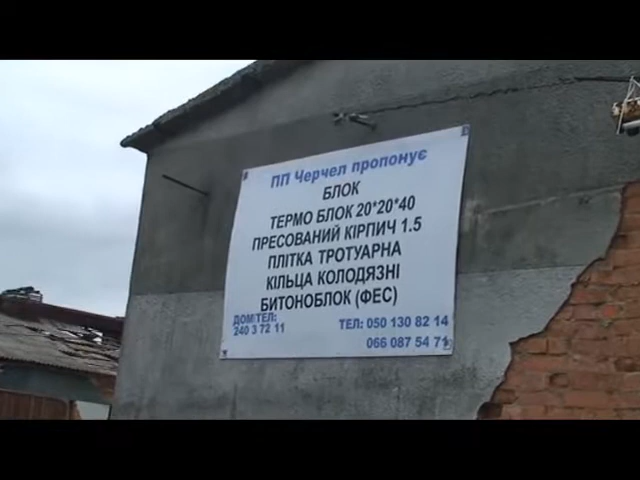 ПП Черчел пропонує
БЛОК
ТЕРМО БЛОК 20*20*40
ПРЕСОВАНИЙ КІРПИЧ 1.5
ПЛІТКА ТРОТУАРНА
КІЛЬЦА КОЛОДЯЗНІ
БИТОНОБЛОК (ФЕС)
ДОМ.ТЕЛ:
240 3 72 11
ТЕЛ: 050 130 82 14
066 087 54 71